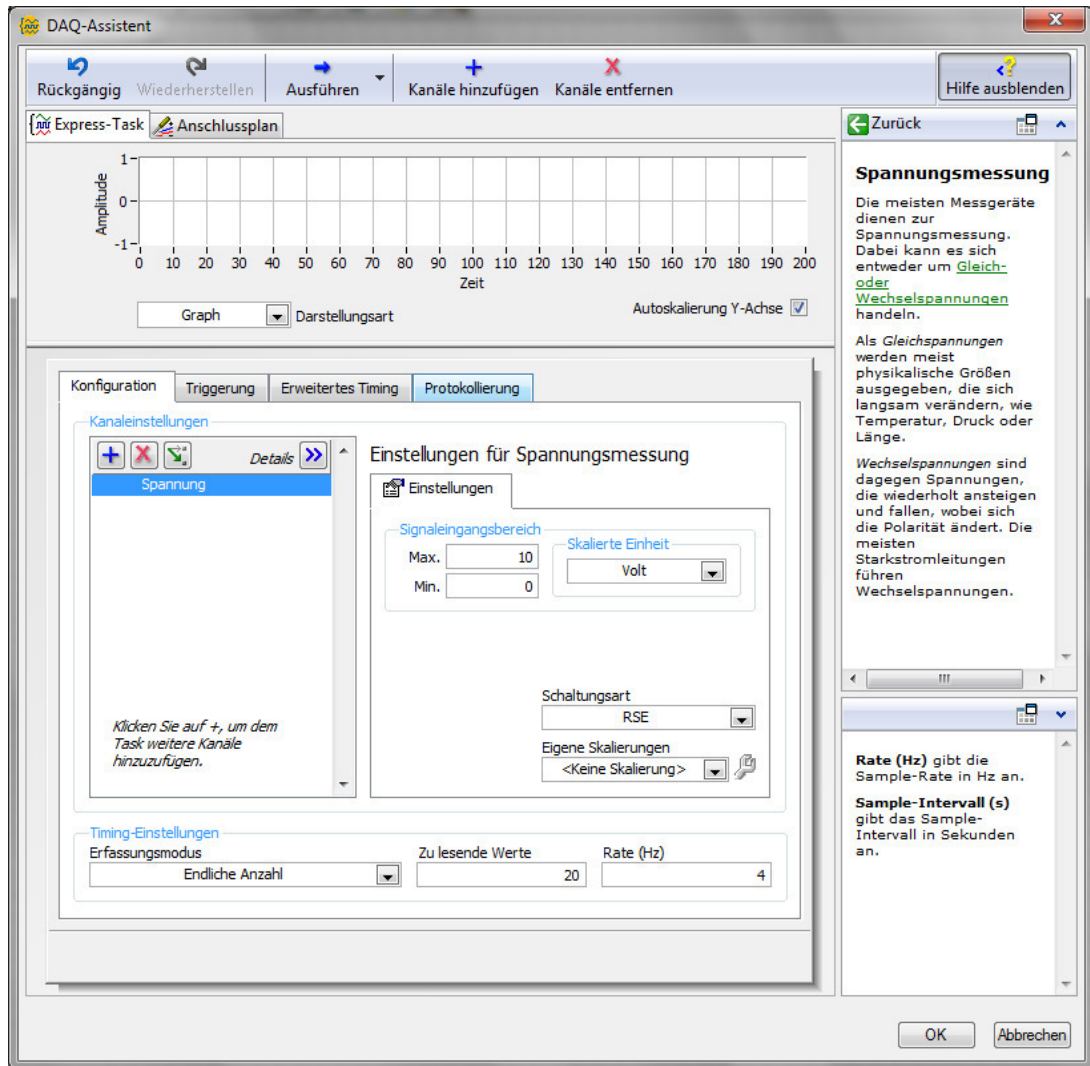 DAQ-Assistent
Rückgängig Wiederherstellen Ausführen Kanäle hinzufügen Kanäle entfernen Hilfe ausblenden
Express-Task Anschlussplan
Amplitude
1
0
-1
0 10 20 30 40 50 60 70 80 90 100 110 120 130 140 150 160 170 180 190 200
Zeit
Graph Darstellungsart Autoskalierung Y-Achse
Konfiguration Triggerung Erweitertes Timing Protokollierung
Kanaleinstellungen
Details
Spannung
Klicken Sie auf +, um dem
Task weitere Kanäle
hinzuzufügen.
Einstellungen für Spannungsmessung
Einstellungen
Signaleingangsbereich
Max. 10
Min. 0
Skalierte Einheit
Volt
Schaltungsart
RSE
Eigene Skalierungen
<Keine Skalierung>
Timing-Einstellungen
Erfassungsmodus Zu lesende Werte Rate (Hz)
Endliche Anzahl 20 4
Zurück
Spannungsmessung
Die meisten Messgeräte
dienen zur
Spannungsmessung.
Dabei kann es sich
entweder um Gleich-
oder
Wechselspannungen
handeln.
Als Gleichspannungen
werden meist
physikalische Größen
ausgegeben, die sich
langsam verändern, wie
Temperatur, Druck oder
Länge.
Wechselspannungen sind
dagegen Spannungen,
die wiederholt ansteigen
und fallen, wobei sich
die Polarität ändert. Die
meisten
Starkstromleitungen
führen
Wechselspannungen.
Rate (Hz) gibt die
Sample-Rate in Hz an.
Sample-Intervall (s)
gibt das Sample-
Intervall in Sekunden
an.
OK Abbrechen